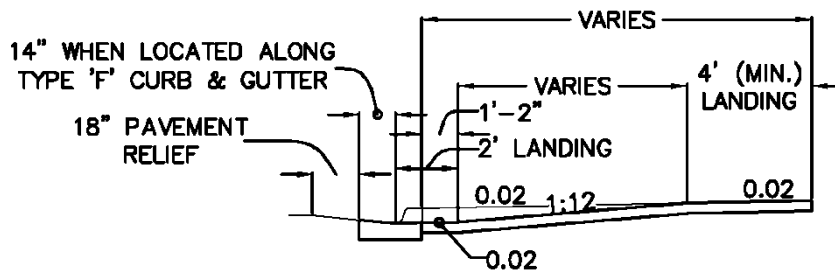 VARIES
14" WHEN LOCATED ALONG
TYPE 'F' CURB & GUTTER
VARIES
4' (MIN.)
LANDING
1'-2"
18" PAVEMENT
RELIEF
2' LANDING
0.02
1:12
0.02
0.02